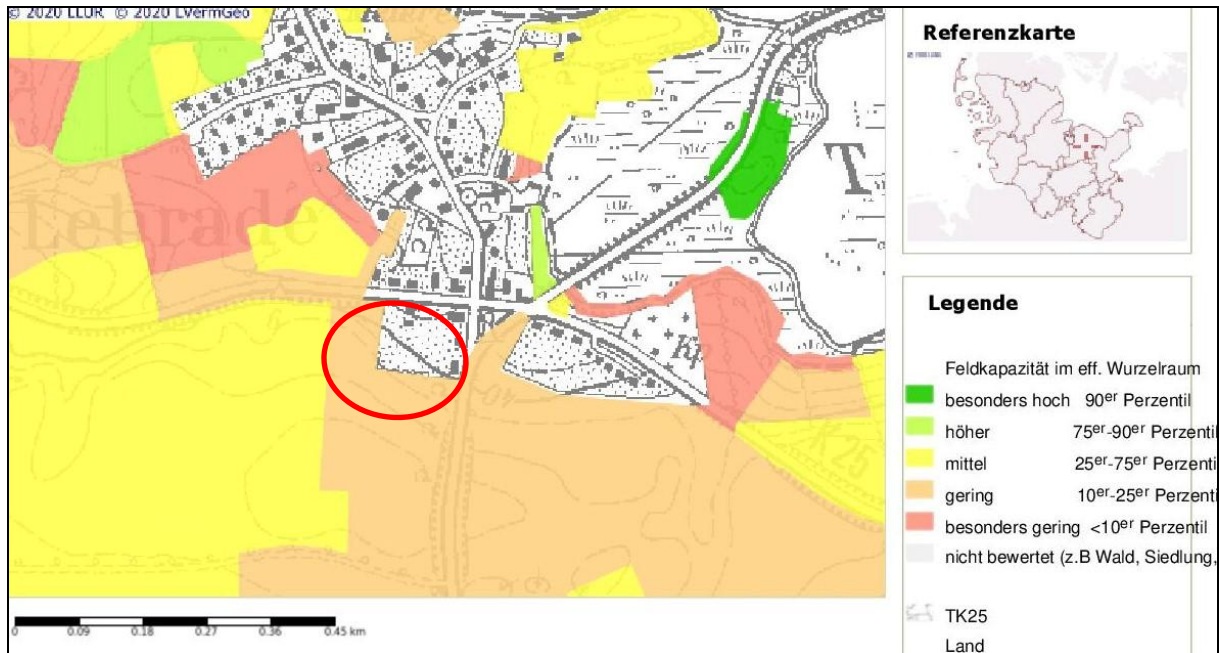 © 2020 LLUR © 2020 LVermGeo
Lehrade
T
40
TK25
0 0.09 0.18 0.27 0.36 0.45 km
Referenzkarte
Legende
Feldkapazität im eff. Wurzelraum
besonders hoch 90er Perzentil
höher 75er-90er Perzentil
mittel 25er-75er Perzenti
gering 10er-25er Perzenti
besonders gering <10er Perzentil
nicht bewertet (z.B Wald, Siedlung,
TK25
Land